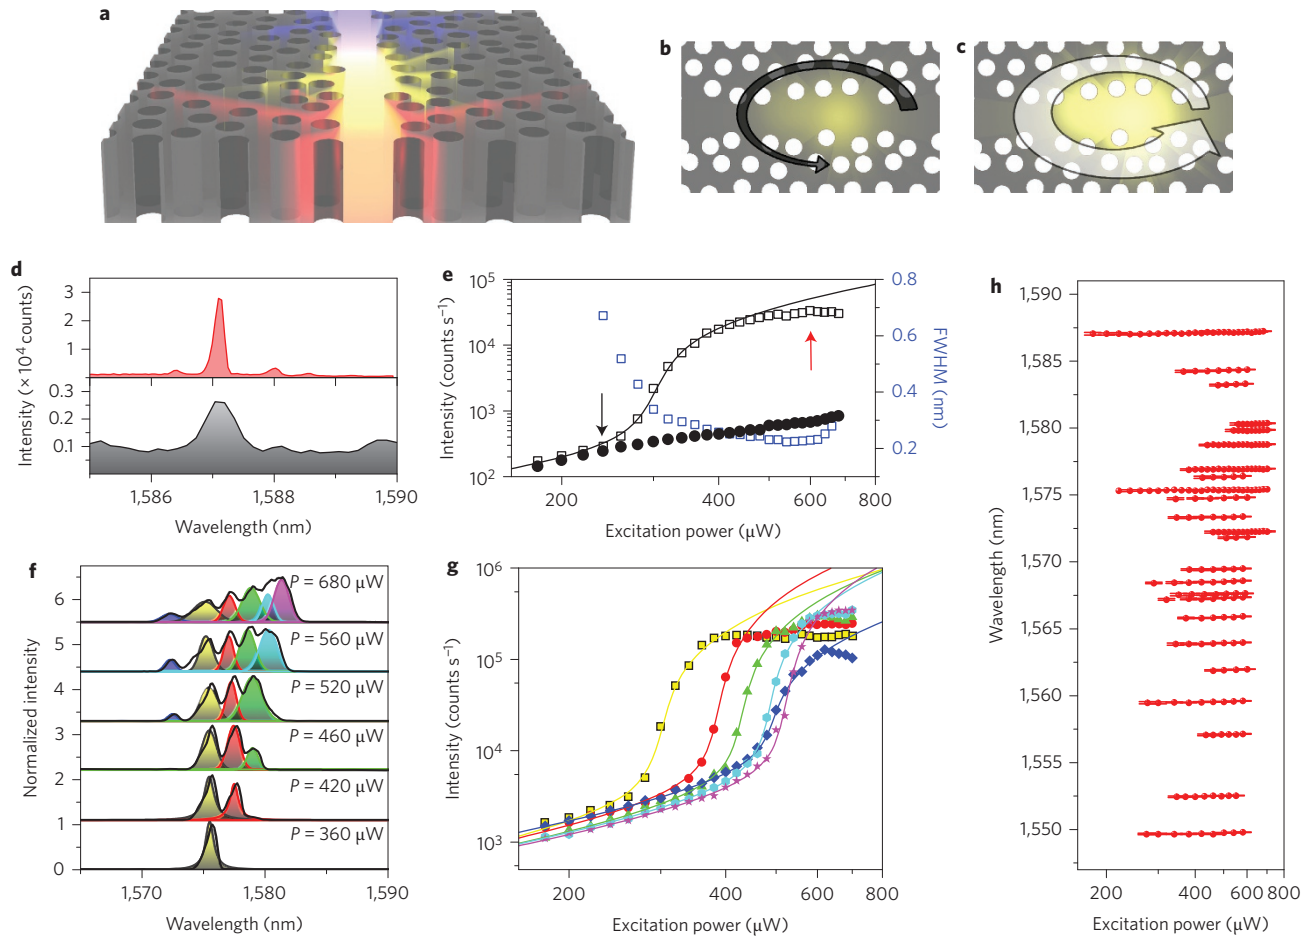 a
b
c
d
Intensity (× 10⁴ counts)
3
2
1
0.3
0.2
0.1
1,586
1,588
1,590
Wavelength (nm)
e
Intensity (counts s⁻¹)
10⁵
10⁴
10³
10²
200
400
600
800
Excitation power (µW)
0.8
0.7
0.6
0.4
0.2
FWHM (nm)
f
Normalized intensity
6
5
4
3
2
1
0
P = 680 µW
P = 560 µW
P = 520 µW
P = 460 µW
P = 420 µW
P = 360 µW
1,570
1,580
1,590
Wavelength (nm)
g
Intensity (counts s⁻¹)
10⁶
10⁵
10⁴
10³
200
400
600
800
Excitation power (µW)
h
Wavelength (nm)
1,590
1,585
1,580
1,575
1,570
1,565
1,560
1,555
1,550
200
400
600
800
Excitation power (µW)